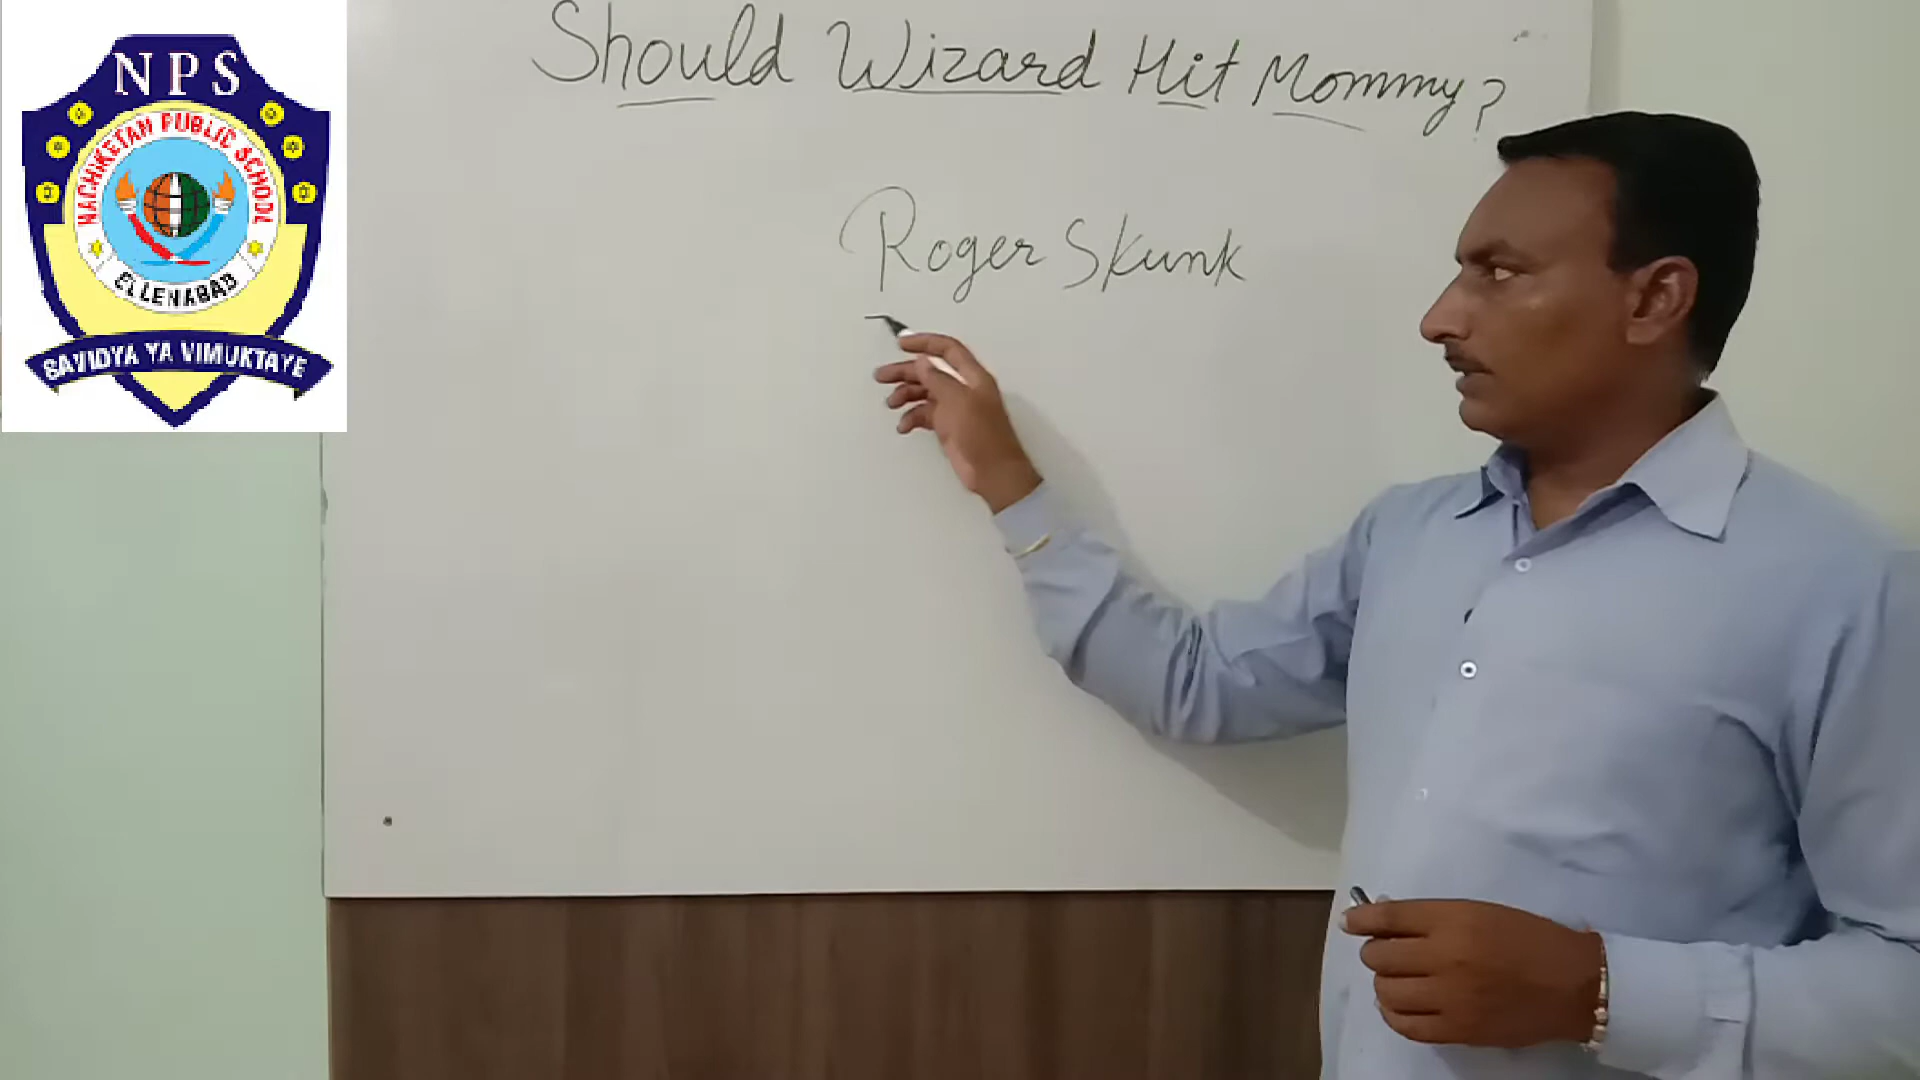 NPS
NACHIKETAN PUBLIC SCHOOL
ELLENABAD
SAVIDYA YA VIMUKTAYE
Should Wizard Hit Mommy?
Roger Skunk